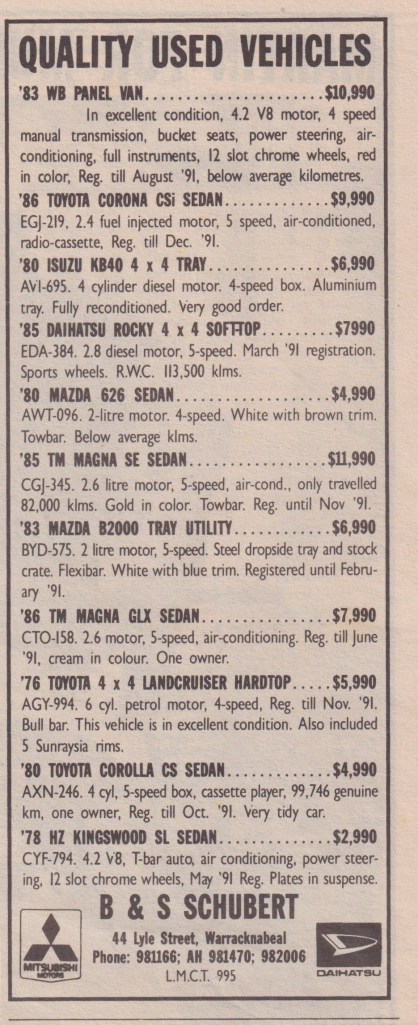 QUALITY USED VEHICLES
'83 WB PANEL VAN.......................$10,990
In excellent condition, 4.2 V8 motor, 4 speed
manual transmission, bucket seats, power steering, air-
conditioning, full instruments, 12 slot chrome wheels, red
in color, Reg. till August '91, below average kilometres.
'86 TOYOTA CORONA CSi SEDAN...............$9,990
EGJ-219, 2.4 fuel injected motor, 5 speed, air-conditioned,
radio-cassette, Reg. till Dec. '91.
'80 ISUZU KB40 4 x 4 TRAY................$6,990
AVI-695. 4 cylinder diesel motor. 4-speed box. Aluminium
tray. Fully reconditioned. Very good order.
'85 DAIHATSU ROCKY 4 x 4 SOFT-TOP.........$7990
EDA-384. 2.8 diesel motor, 5-speed. March '91 registration.
Sports wheels. R.W.C. 113,500 klms.
'80 MAZDA 626 SEDAN....................$4,990
AWT-096. 2-litre motor. 4-speed. White with brown trim.
Towbar. Below average klms.
'85 TM MAGNA SE SEDAN..................$11,990
CGJ-345. 2.6 litre motor, 5-speed, air-cond., only travelled
82,000 klms. Gold in color. Towbar. Reg. until Nov '91.
'83 MAZDA B2000 TRAY UTILITY.............$6,990
BYD-575. 2 litre motor, 5-speed. Steel dropside tray and stock
crate. Flexibar. White with blue trim. Registered until Febru-
ary '91.
'86 TM MAGNA GLX SEDAN.................$7,990
CTO-158. 2.6 motor, 5-speed, air-conditioning. Reg. till June
'91, cream in colour. One owner.
'76 TOYOTA 4 x 4 LANDCRUISER HARDTOP.....$5,990
AGY-994. 6 cyl. petrol motor, 4-speed, Reg. till Nov. '91.
Bull bar. This vehicle is in excellent condition. Also included
5 Sunraysia rims.
'80 TOYOTA COROLLA CS SEDAN.............$4,990
AXN-246. 4 cyl, 5-speed box, cassette player, 99,746 genuine
km, one owner, Reg. till Oct. '91. Very tidy car.
'78 HZ KINGSWOOD SL SEDAN..............$2,990
CYF-794. 4.2 V8, T-bar auto, air conditioning, power steer-
ing, 12 slot chrome wheels, May '91 Reg. Plates in suspense.
B & S SCHUBERT
44 Lyle Street, Warracknabeal
Phone: 981166; AH 981470; 982006
L.M.C.T. 995
MITSUBISHI
MOTORS
DAIHATSU